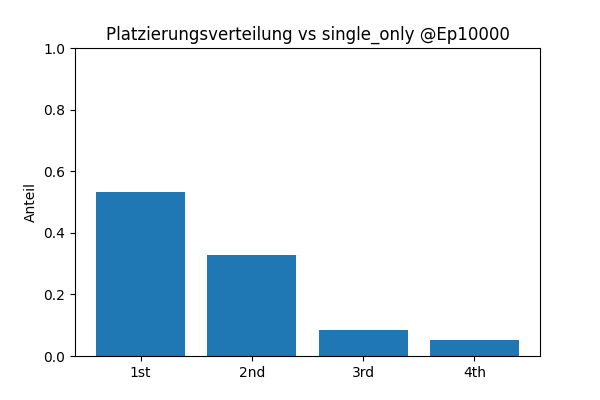 Platzierungsverteilung vs single_only @Ep10000
1.0
0.8
0.6
0.4
0.2
0.0
Anteil
1st
2nd
3rd
4th